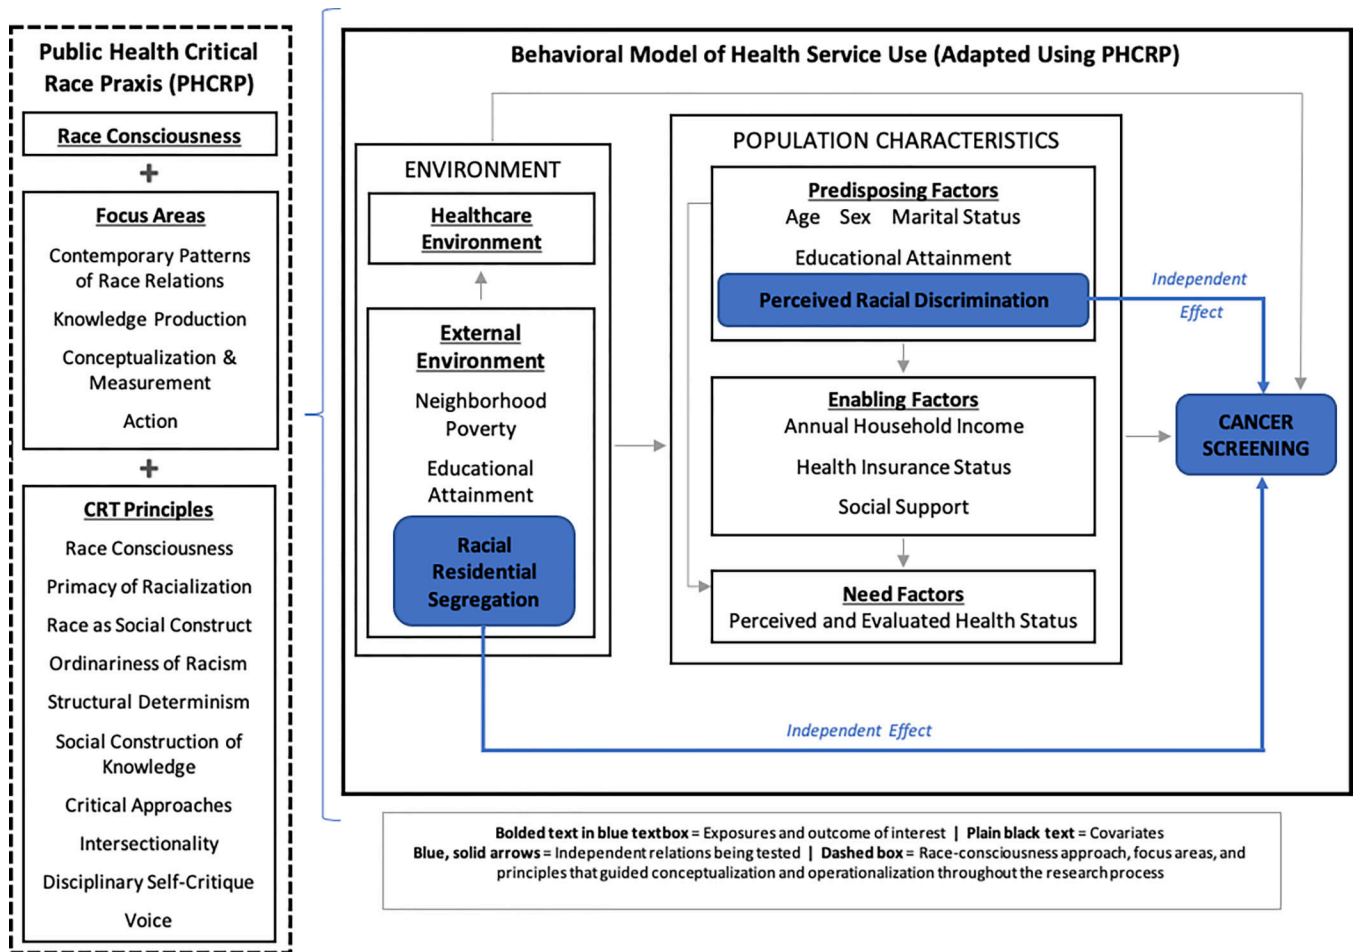 Public Health Critical
Race Praxis (PHCRP)
Race Consciousness
+
Focus Areas
Contemporary Patterns
of Race Relations
Knowledge Production
Conceptualization &
Measurement
Action
+
CRT Principles
Race Consciousness
Primacy of Racialization
Race as Social Construct
Ordinariness of Racism
Structural Determinism
Social Construction of
Knowledge
Critical Approaches
Intersectionality
Disciplinary Self-Critique
Voice
Behavioral Model of Health Service Use (Adapted Using PHCRP)
ENVIRONMENT
Healthcare
Environment
External
Environment
Neighborhood
Poverty
Educational
Attainment
Racial
Residential
Segregation
POPULATION CHARACTERISTICS
Predisposing Factors
Age Sex Marital Status
Educational Attainment
Perceived Racial Discrimination
Enabling Factors
Annual Household Income
Health Insurance Status
Social Support
Need Factors
Perceived and Evaluated Health Status
Independent
Effect
CANCER
SCREENING
Independent Effect
Bolded text in blue textbox = Exposures and outcome of interest | Plain black text = Covariates
Blue, solid arrows = Independent relations being tested | Dashed box = Race-consciousness approach, focus areas, and
principles that guided conceptualization and operationalization throughout the research process